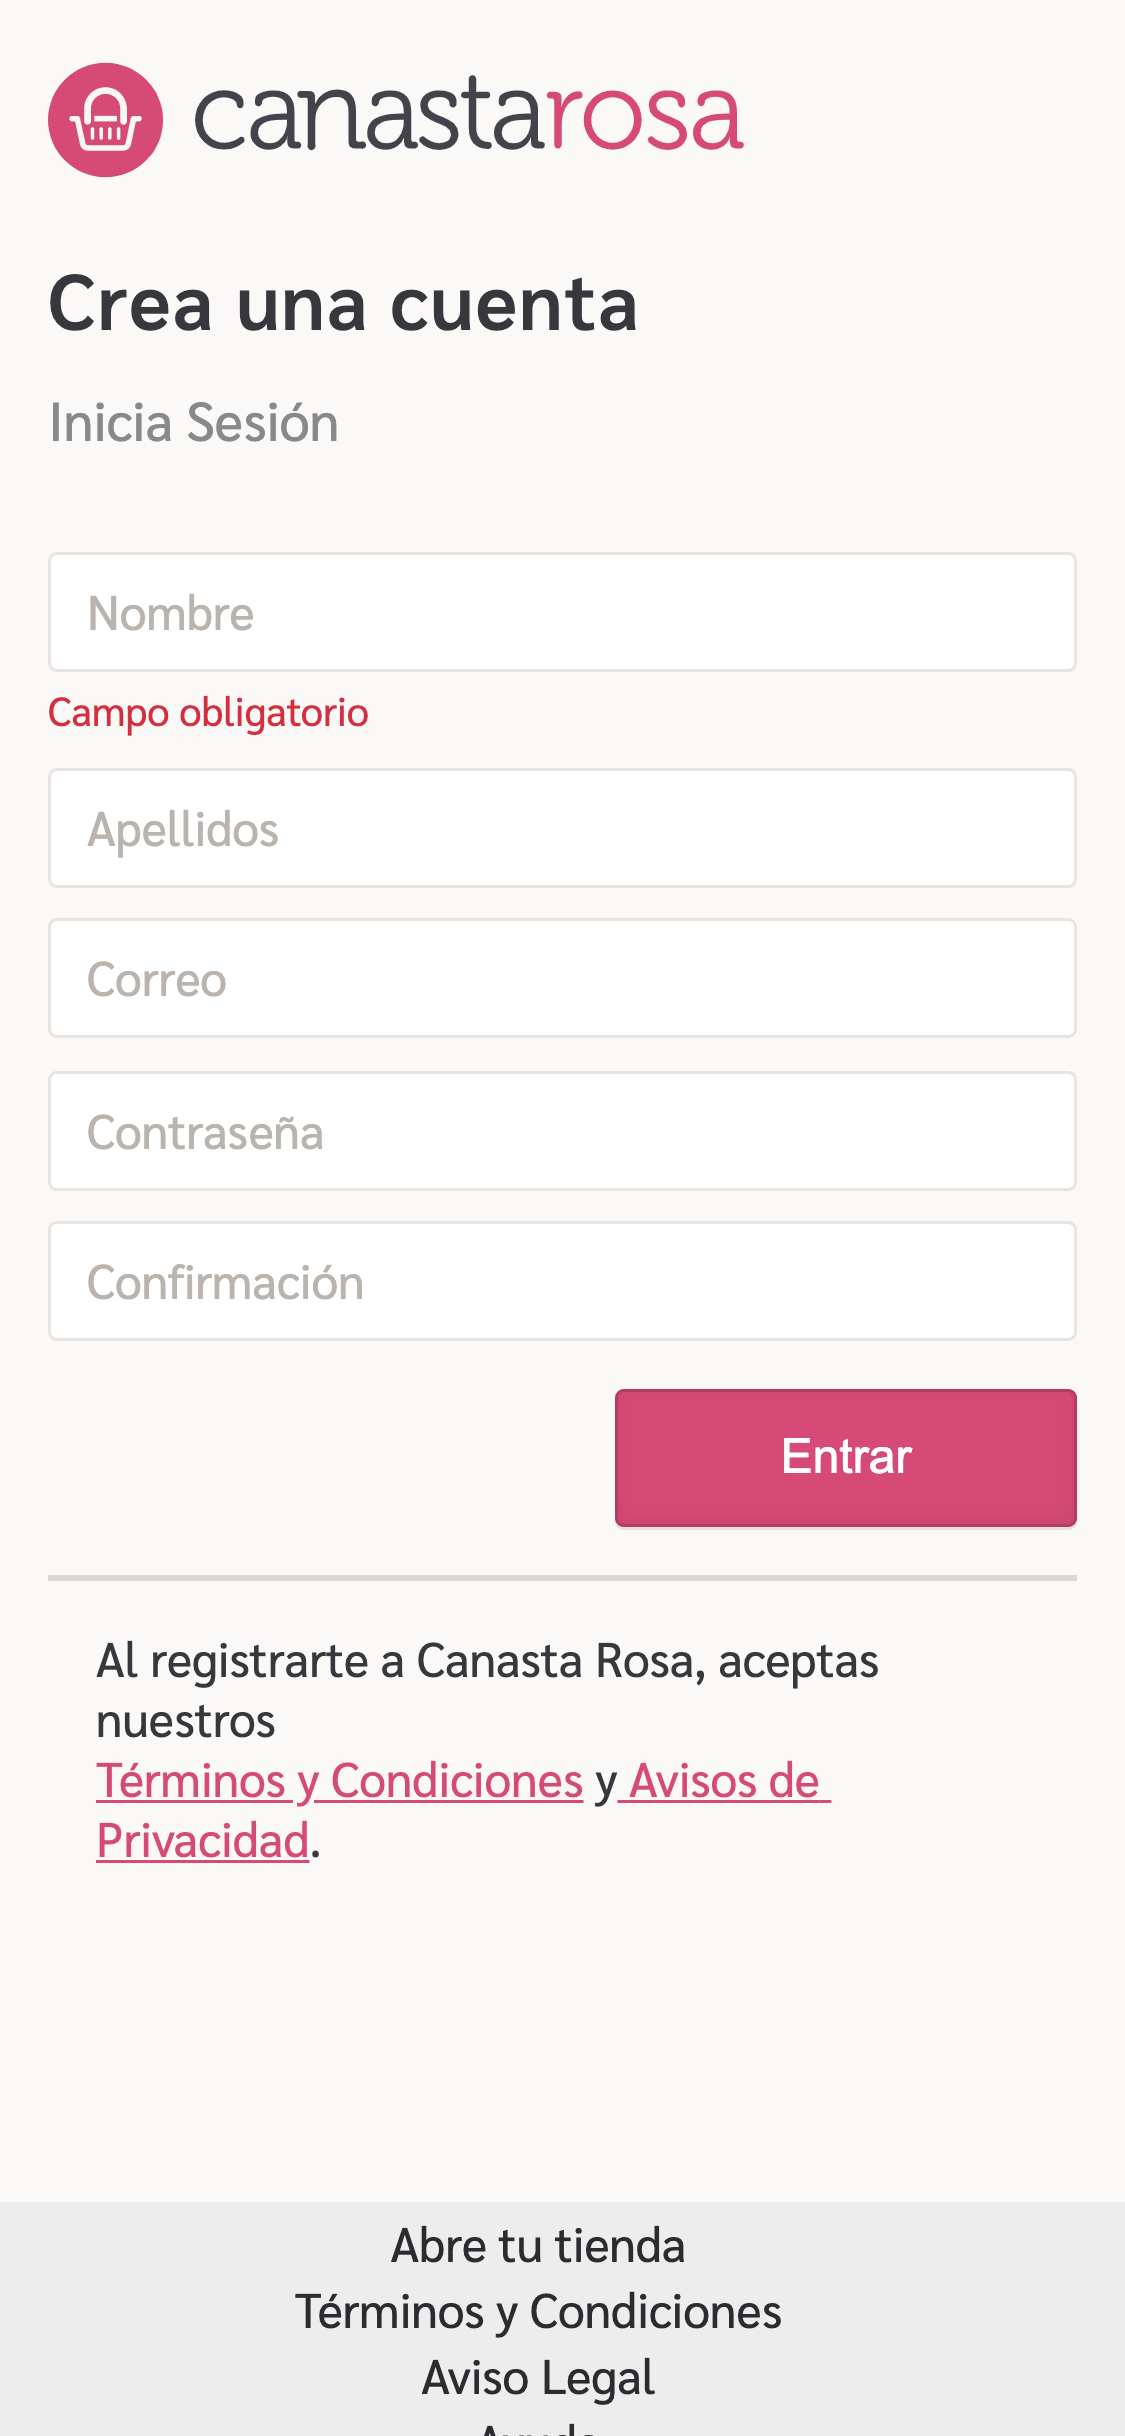 canastarosa
Crea una cuenta
Inicia Sesión
Nombre
Campo obligatorio
Apellidos
Correo
Contraseña
Confirmación
Entrar
Al registrarte a Canasta Rosa, aceptas
nuestros
Términos y Condiciones y Avisos de
Privacidad.
Abre tu tienda
Términos y Condiciones
Aviso Legal